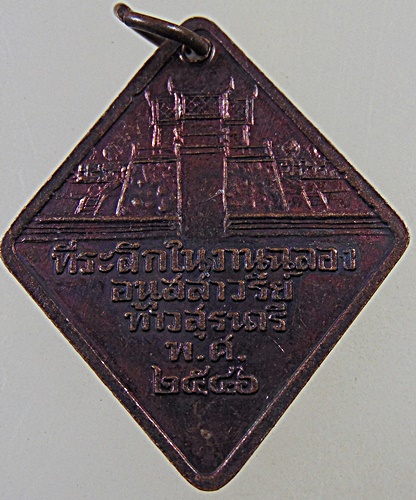 ที่ระฦกในงานฉลอง
อนุสสาวรีย์
ท้าวสุรนารี
พ.ศ.
๒๕๔๖